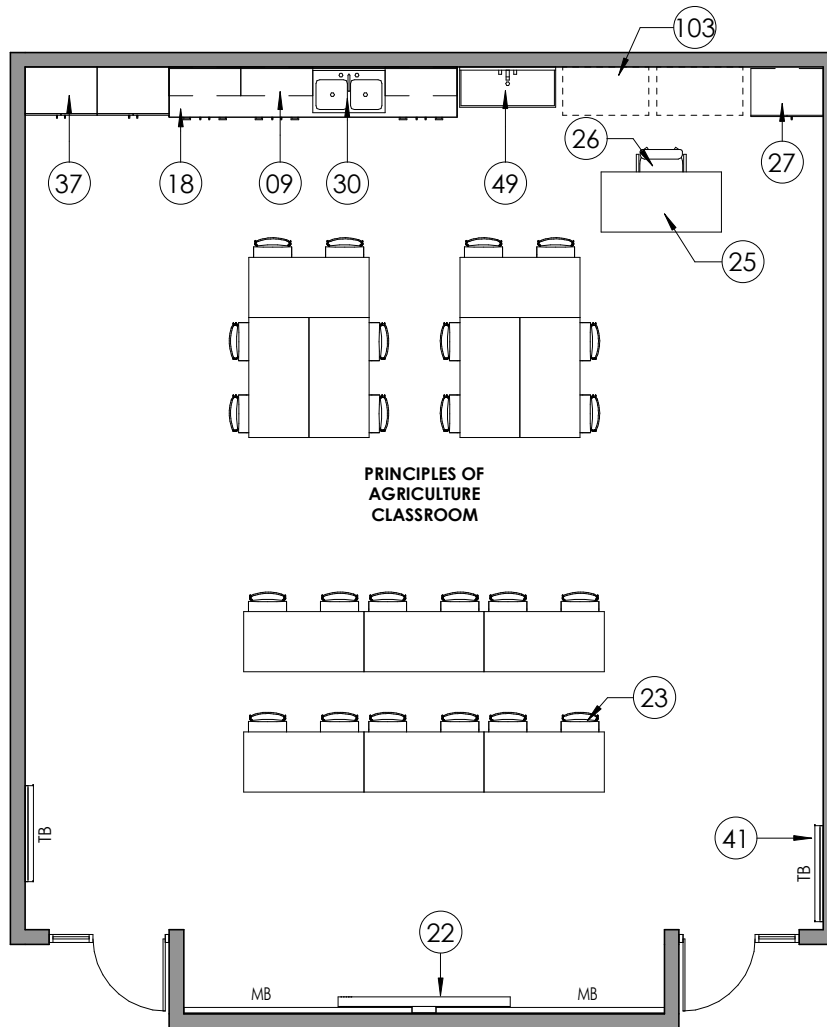 103
26
37
18
09
30
49
27
25
PRINCIPLES OF
AGRICULTURE
CLASSROOM
23
TB
41
TB
22
MB
MB